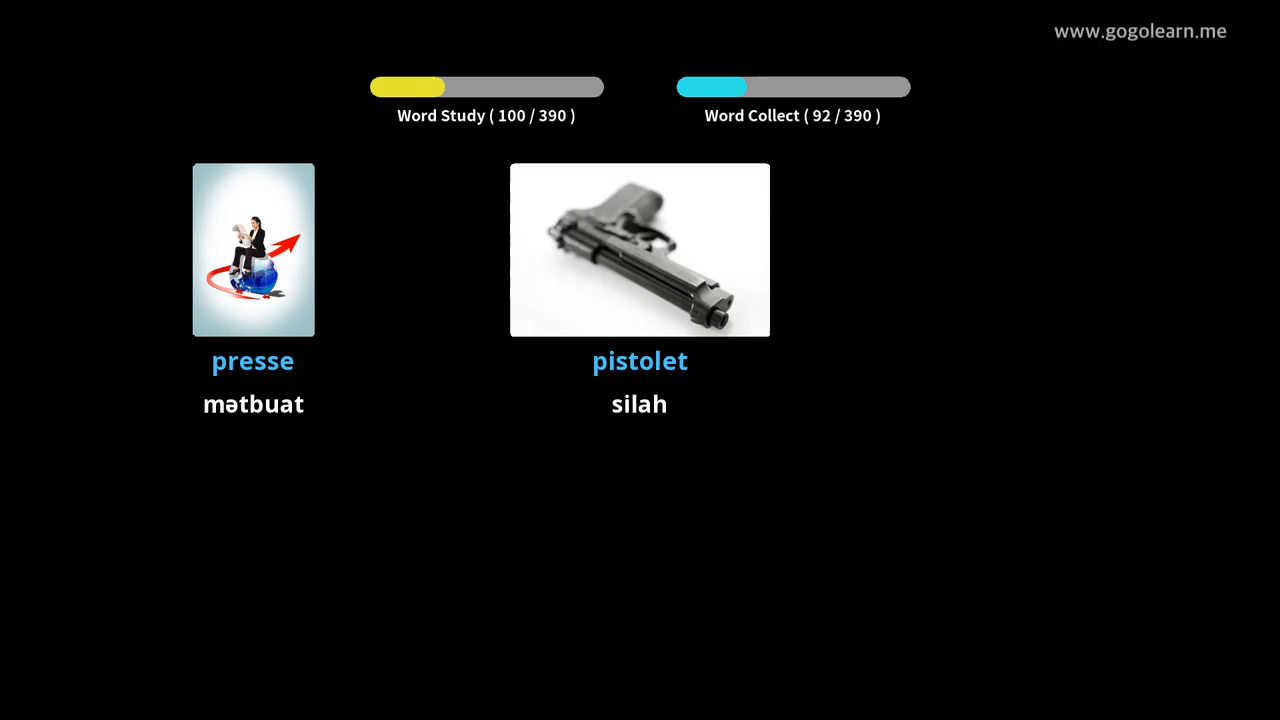 www.gogolearn.me
Word Study ( 100 / 390 )
Word Collect ( 92 / 390 )
presse
pistolet
mətbuat
silah